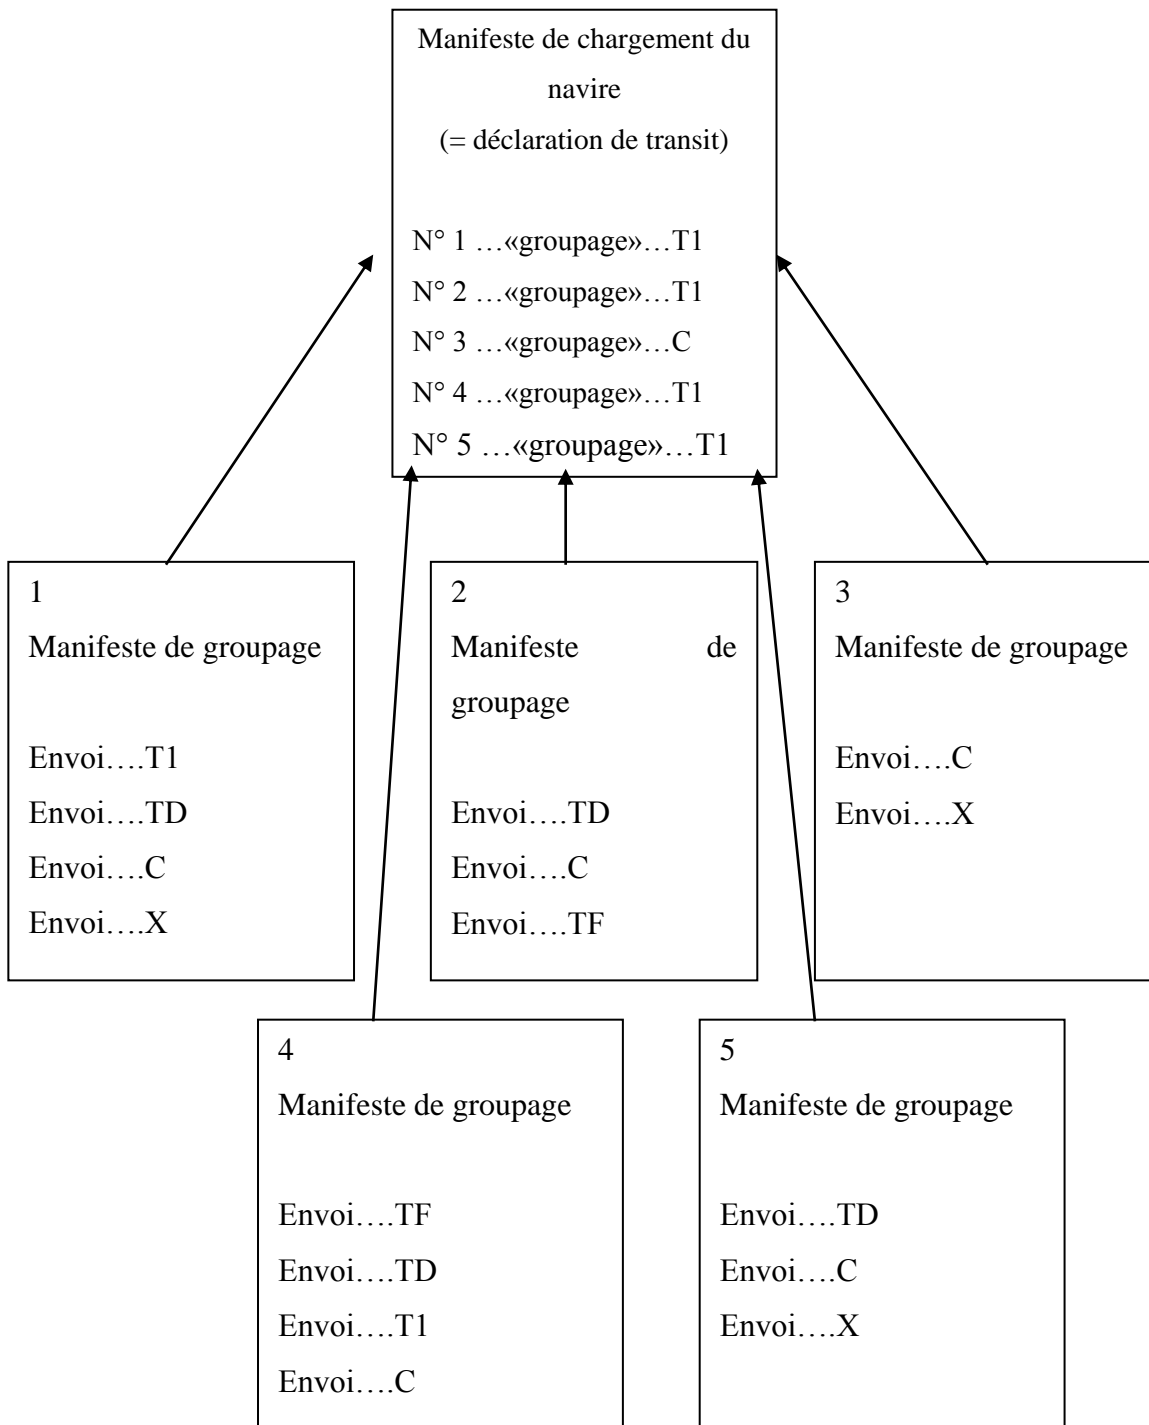 Manifeste de chargement du
navire
(= déclaration de transit)
N° 1 …«groupage»…T1
N° 2 …«groupage»…T1
N° 3 …«groupage»…C
N° 4 …«groupage»…T1
N° 5 …«groupage»…T1
1
Manifeste de groupage
Envoi….T1
Envoi….TD
Envoi….C
Envoi….X
2
Manifeste de
groupage
Envoi….TD
Envoi….C
Envoi….TF
3
Manifeste de groupage
Envoi….C
Envoi….X
4
Manifeste de groupage
Envoi….TF
Envoi….TD
Envoi….T1
Envoi….C
5
Manifeste de groupage
Envoi….TD
Envoi….C
Envoi….X